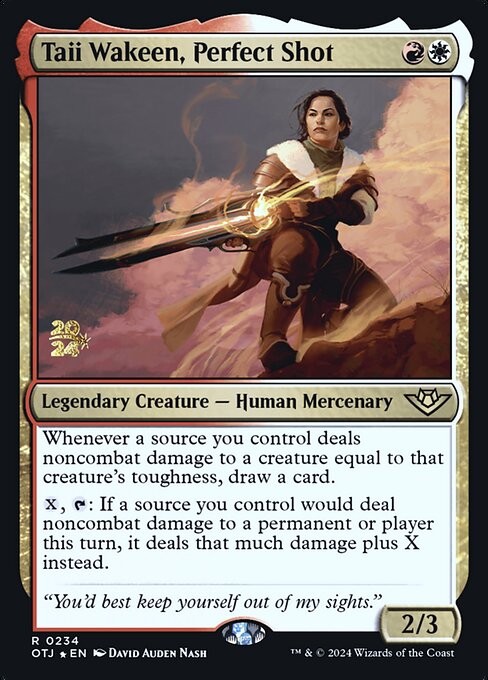 Taii Wakeen, Perfect Shot
2024
Legendary Creature — Human Mercenary
Whenever a source you control deals
noncombat damage to a creature equal to that
creature's toughness, draw a card.
X, : If a source you control would deal
noncombat damage to a permanent or player
this turn, it deals that much damage plus X
instead.
“You'd best keep yourself out of my sights.”
2/3
R 0234
OTJ ★ EN DAVID AUDEN NASH
™ & © 2024 Wizards of the Coast